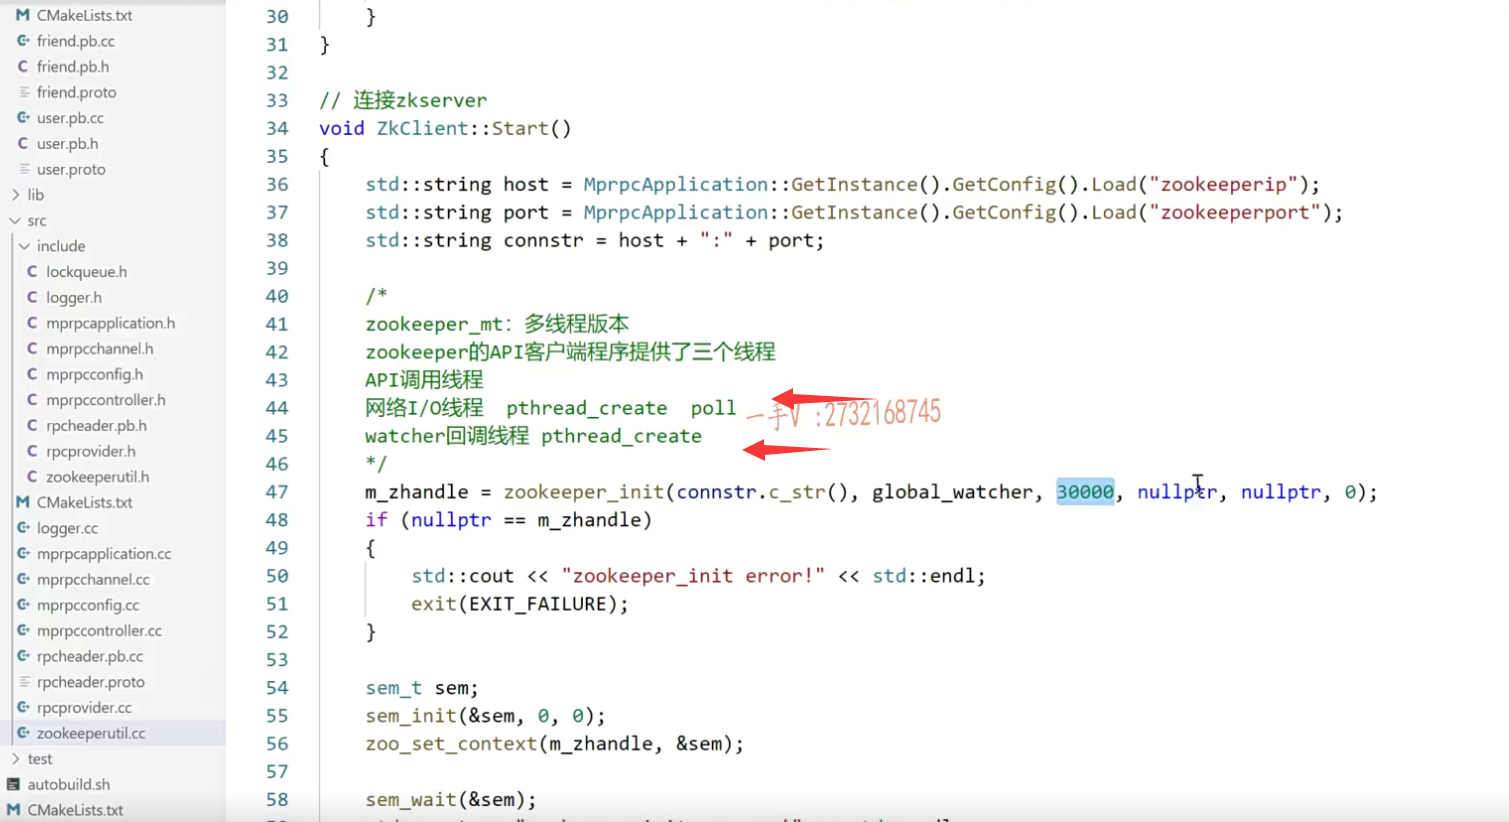 CMakeLists.txt
friend.pb.cc
friend.pb.h
friend.proto
user.pb.cc
user.pb.h
user.proto
lib
src
include
lockqueue.h
logger.h
mprpcapplication.h
mprpcchannel.h
mprpcconfig.h
mprpccontroller.h
rpcheader.pb.h
rpcprovider.h
zookeeperutil.h
CMakeLists.txt
logger.cc
mprpcapplication.cc
mprpcchannel.cc
mprpcconfig.cc
mprpccontroller.cc
rpcheader.pb.cc
rpcheader.proto
rpcprovider.cc
zookeeperutil.cc
test
autobuild.sh
CMakeLists.txt
30 }
31 }
32
33 // 连接zkserver
34 void ZkClient::Start()
35 {
36 std::string host = MprpcApplication::GetInstance().GetConfig().Load("zookeeperip");
37 std::string port = MprpcApplication::GetInstance().GetConfig().Load("zookeeperport");
38 std::string connstr = host + ":" + port;
39
40 /*
41 zookeeper_mt: 多线程版本
42 zookeeper的API客户端程序提供了三个线程
43 API调用线程
44 网络I/O线程 pthread_create poll
一手V :2732168745
45 watcher回调线程 pthread_create
46 */
47 m_zhandle = zookeeper_init(connstr.c_str(), global_watcher, 30000, nullptr, nullptr, 0);
48 if (nullptr == m_zhandle)
49 {
50 std::cout << "zookeeper_init error!" << std::endl;
51 exit(EXIT_FAILURE);
52 }
53
54 sem_t sem;
55 sem_init(&sem, 0, 0);
56 zoo_set_context(m_zhandle, &sem);
57
58 sem_wait(&sem);